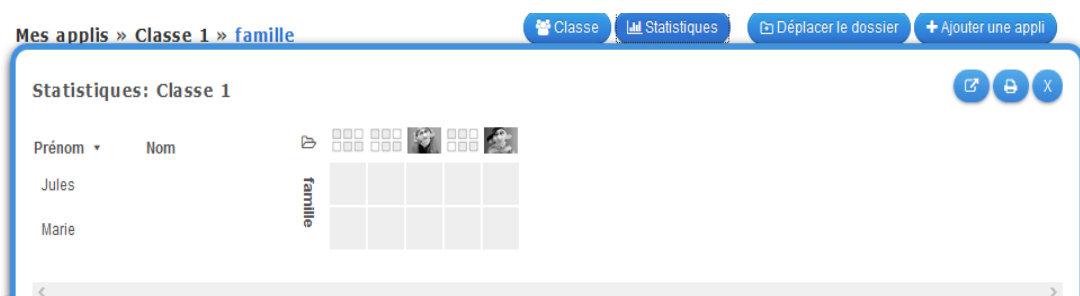 Mes applis » Classe 1 » famille
Classe
Statistiques
Déplacer le dossier
Ajouter une appli
Statistiques: Classe 1
X
Prénom
Nom
Jules
famille
Marie